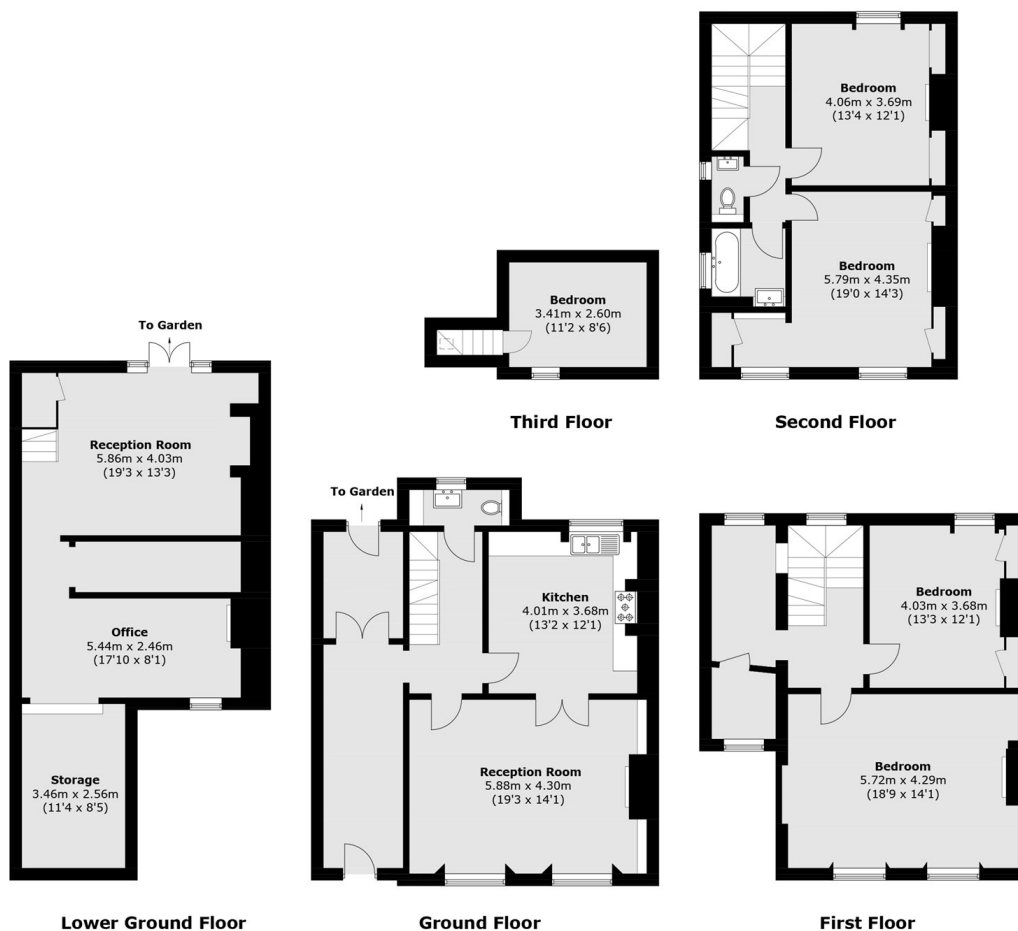 Bedroom
4.06m x 3.69m
(13'4 x 12'1)
Bedroom
5.79m x 4.35m
(19'0 x 14'3)
Second Floor
Bedroom
3.41m x 2.60m
(11'2 x 8'6)
Third Floor
To Garden
Reception Room
5.86m x 4.03m
(19'3 x 13'3)
Office
5.44m x 2.46m
(17'10 x 8'1)
Storage
3.46m x 2.56m
(11'4 x 8'5)
Lower Ground Floor
To Garden
Kitchen
4.01m x 3.68m
(13'2 x 12'1)
Reception Room
5.88m x 4.30m
(19'3 x 14'1)
Ground Floor
Bedroom
4.03m x 3.68m
(13'3 x 12'1)
Bedroom
5.72m x 4.29m
(18'9 x 14'1)
First Floor